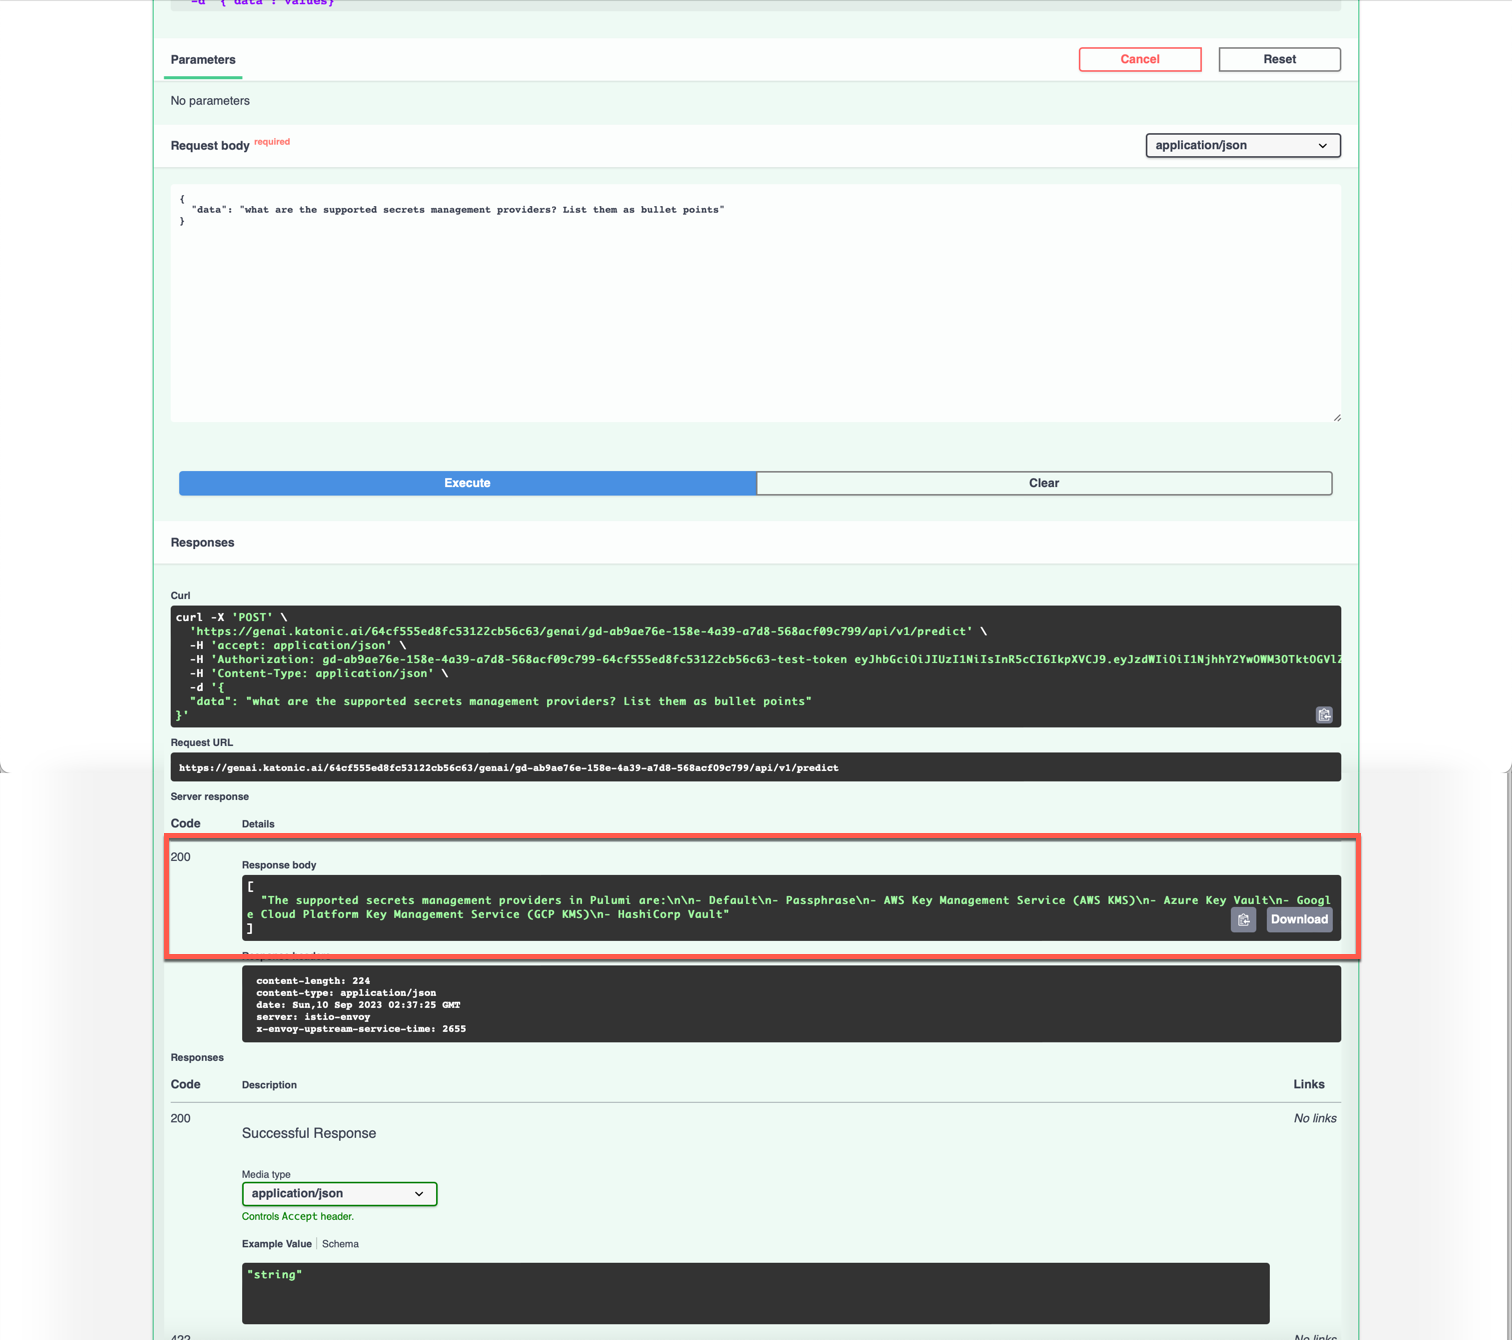 -d '{"data": values}'
Parameters
Cancel
Reset
No parameters
Request body required
application/json
{
"data": "what are the supported secrets management providers? List them as bullet points"
}
Execute
Clear
Responses
Curl
curl -X 'POST' \
'https://genai.katonic.ai/64cf555ed8fc53122cb56c63/genai/gd-ab9ae76e-158e-4a39-a7d8-568acf09c799/api/v1/predict' \
-H 'accept: application/json' \
-H 'Authorization: gd-ab9ae76e-158e-4a39-a7d8-568acf09c799-64cf555ed8fc53122cb56c63-test-token
-H 'Content-Type: application/json' \
-d '{
"data": "what are the supported secrets management providers? List them as bullet points"
}'
Request URL
https://genai.katonic.ai/64cf555ed8fc53122cb56c63/genai/gd-ab9ae76e-158e-4a39-a7d8-568acf09c799/api/v1/predict
Server response
Code Details
200
Response body
[
"The supported secrets management providers in Pulumi are:\n\n- Default\n- Passphrase\n- AWS Key Management Service (AWS KMS)\n- Azure Key Vault\n- Googl
e Cloud Platform Key Management Service (GCP KMS)\n- HashiCorp Vault"
]
Download
Response headers
content-length: 224
content-type: application/json
date: Sun,10 Sep 2023 02:37:25 GMT
server: istio-envoy
x-envoy-upstream-service-time: 2655
Responses
Code Description Links
200 No links
Successful Response
Media type
application/json
Controls Accept header.
Example Value Schema
"string"
422 No links